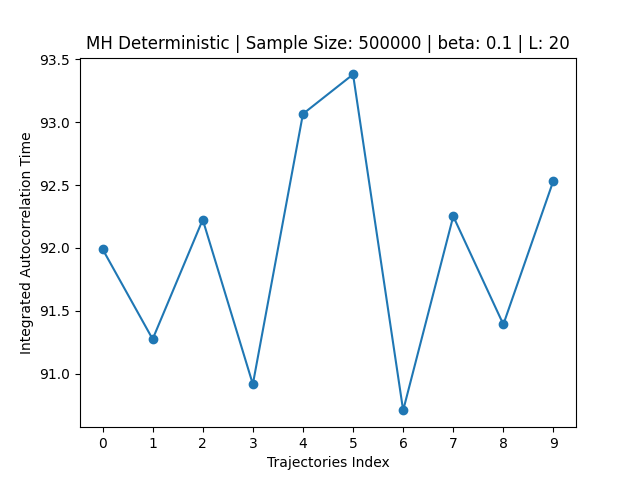 MH Deterministic | Sample Size: 500000 | beta: 0.1 | L: 20
93.5
93.0
92.5
92.0
91.5
91.0
Integrated Autocorrelation Time
0 1 2 3 4 5 6 7 8 9
Trajectories Index